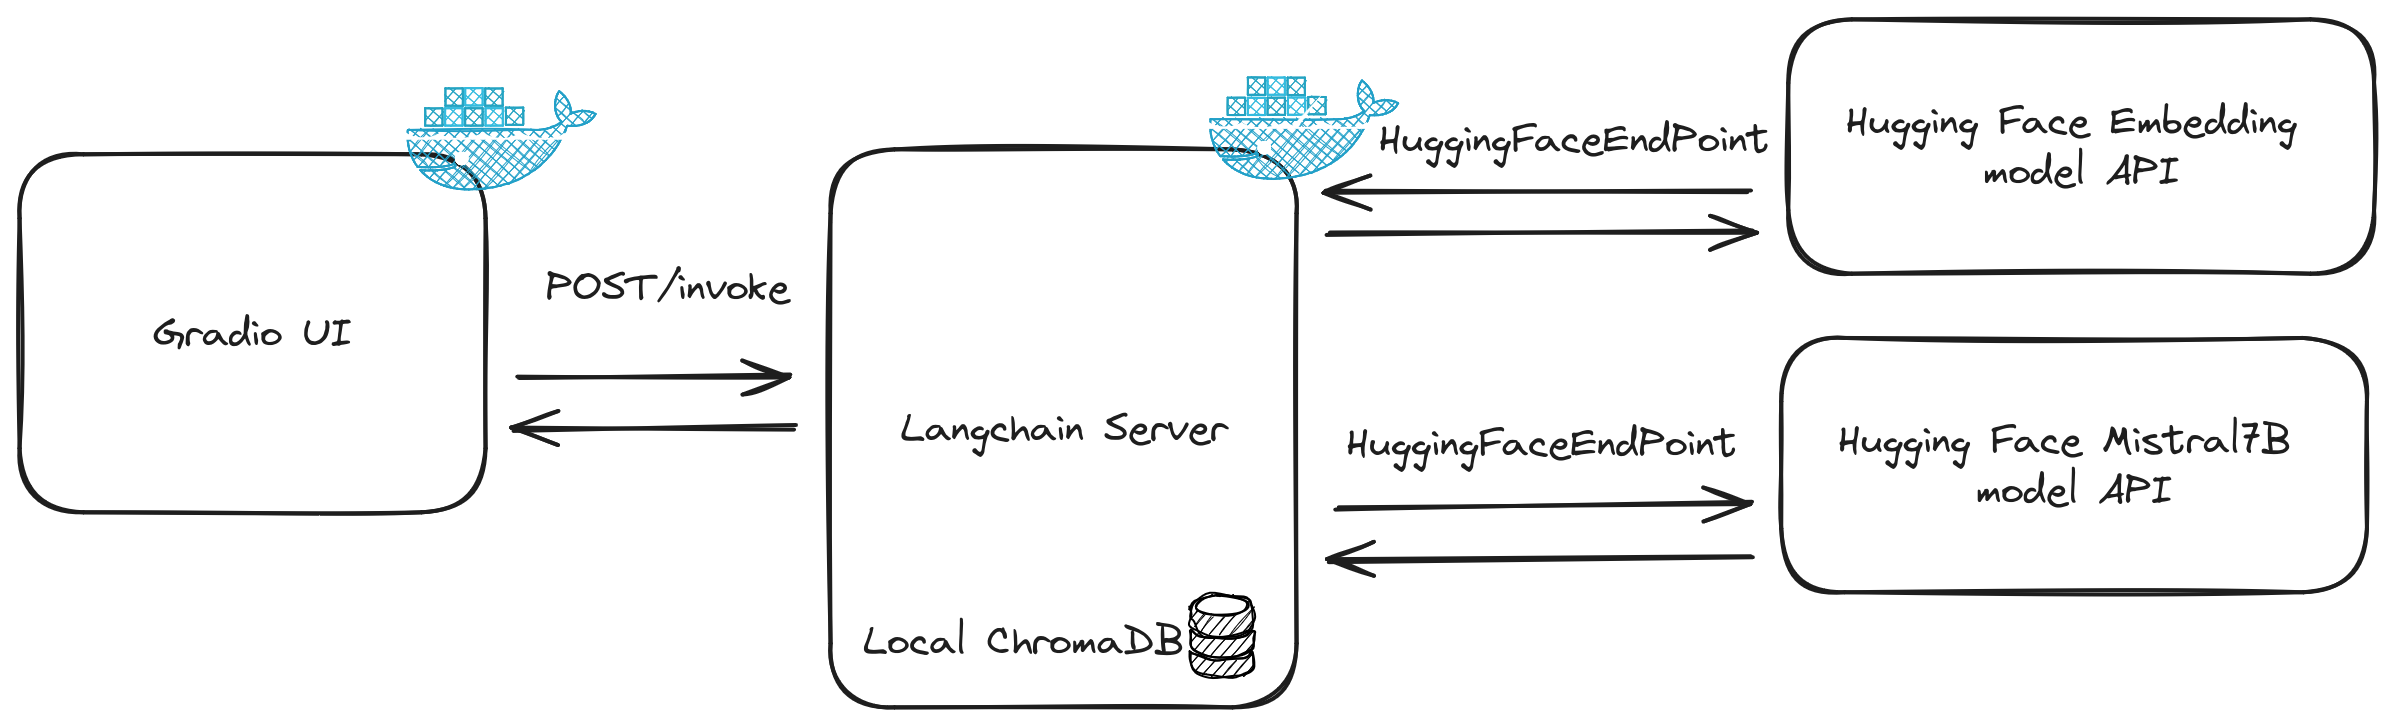 Gradio UI
POST/invoke
Langchain Server
Local ChromaDB
HuggingFaceEndPoint
Hugging Face Embedding
model API
HuggingFaceEndPoint
Hugging Face Mistral7B
model API